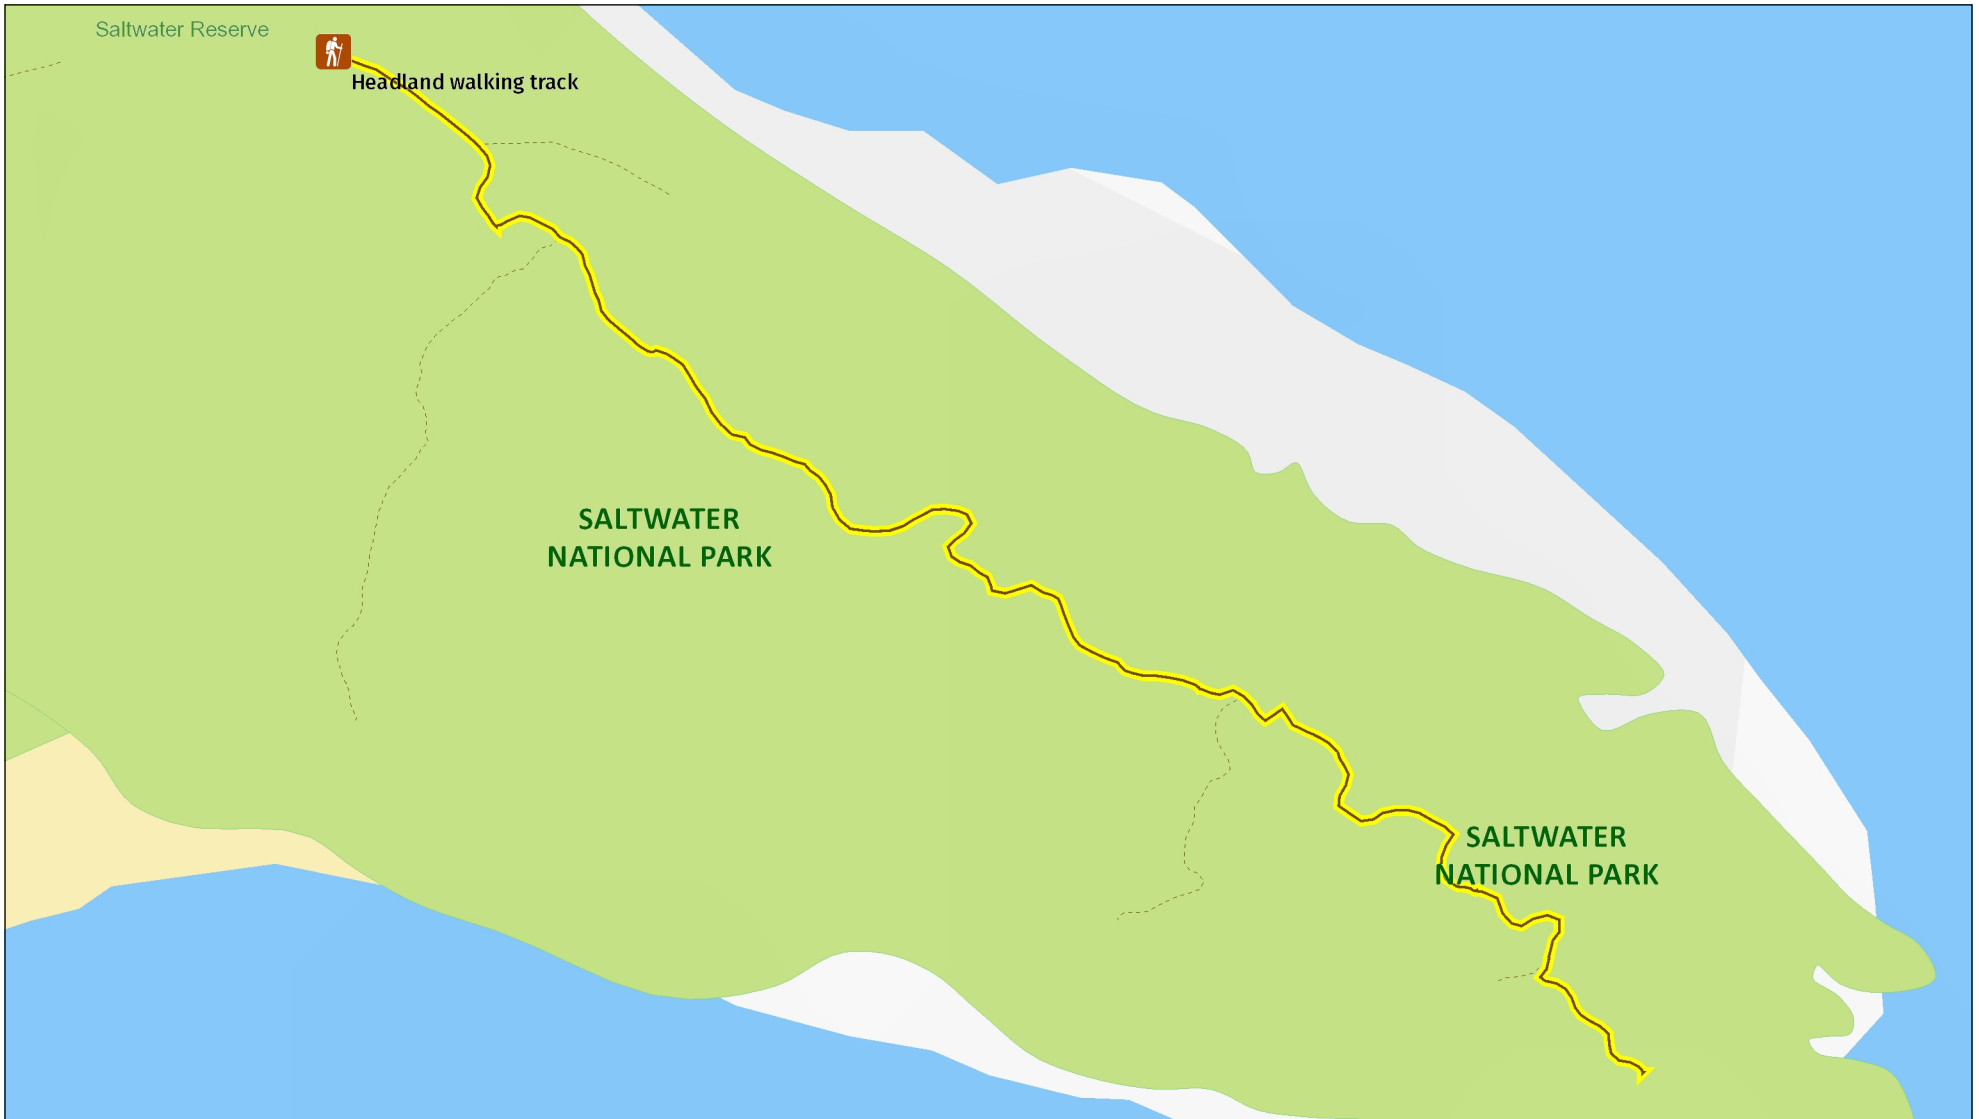 Saltwater Reserve
Headland walking track
SALTWATER
NATIONAL PARK
SALTWATER
NATIONAL PARK